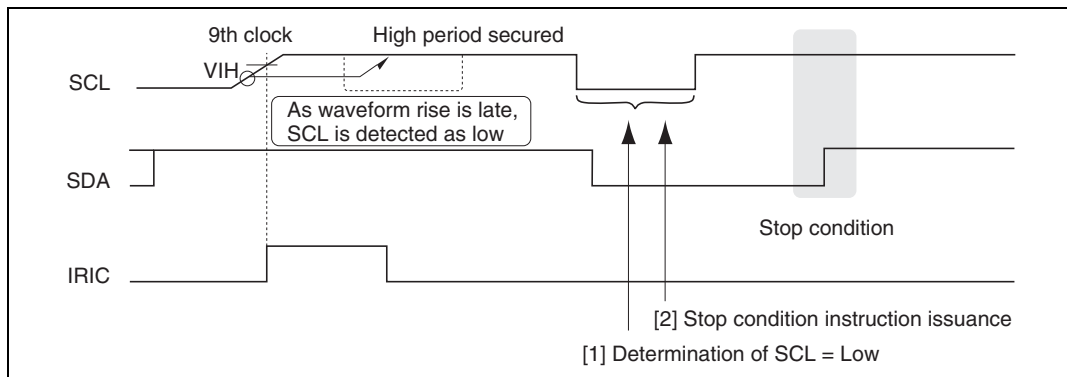 9th clock
High period secured
VIH
SCL
As waveform rise is late,
SCL is detected as low
SDA
Stop condition
IRIC
[2] Stop condition instruction issuance
[1] Determination of SCL = Low